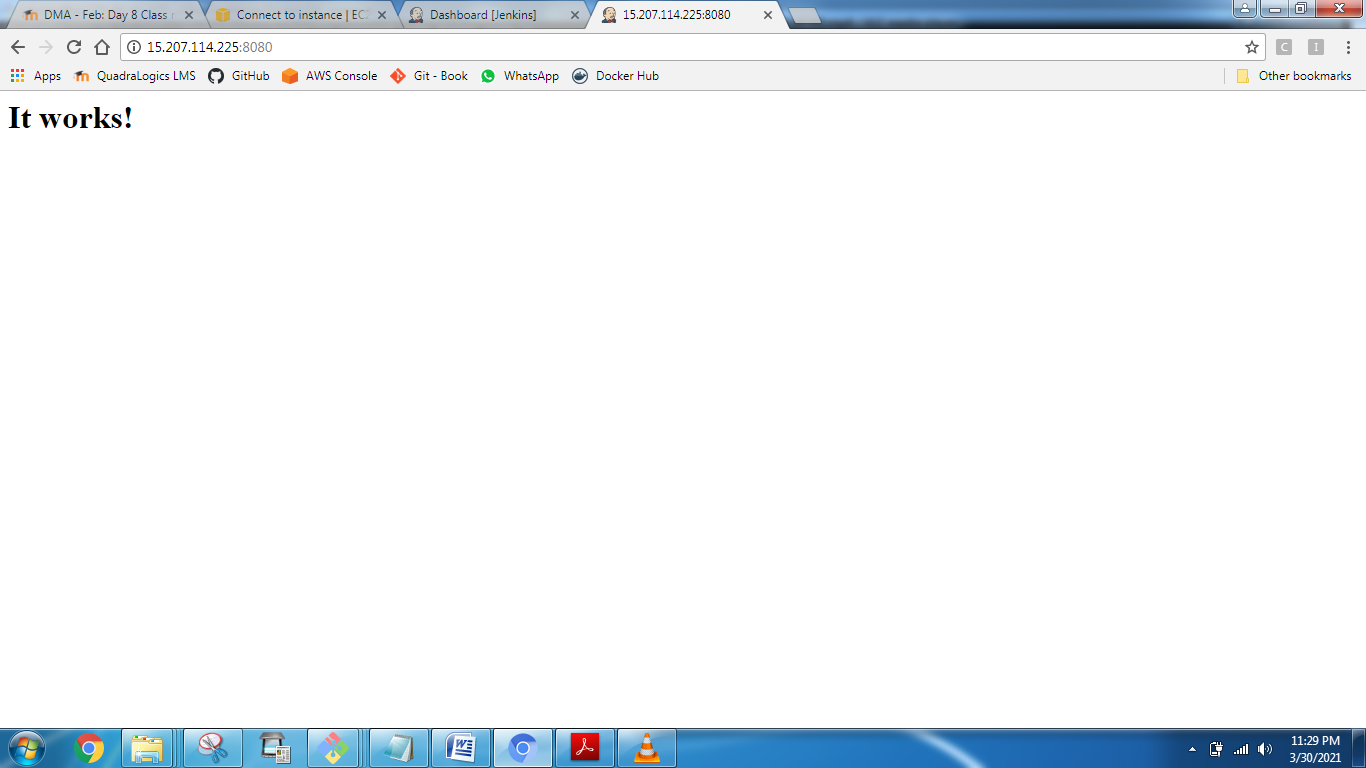 DMA - Feb: Day 8 Class
Connect to instance | EC
Dashboard [Jenkins]
15.207.114.225:8080
15.207.114.225:8080
C
I
Apps
QuadraLogics LMS
GitHub
AWS Console
Git - Book
WhatsApp
Docker Hub
Other bookmarks
It works!
11:29 PM
3/30/2021